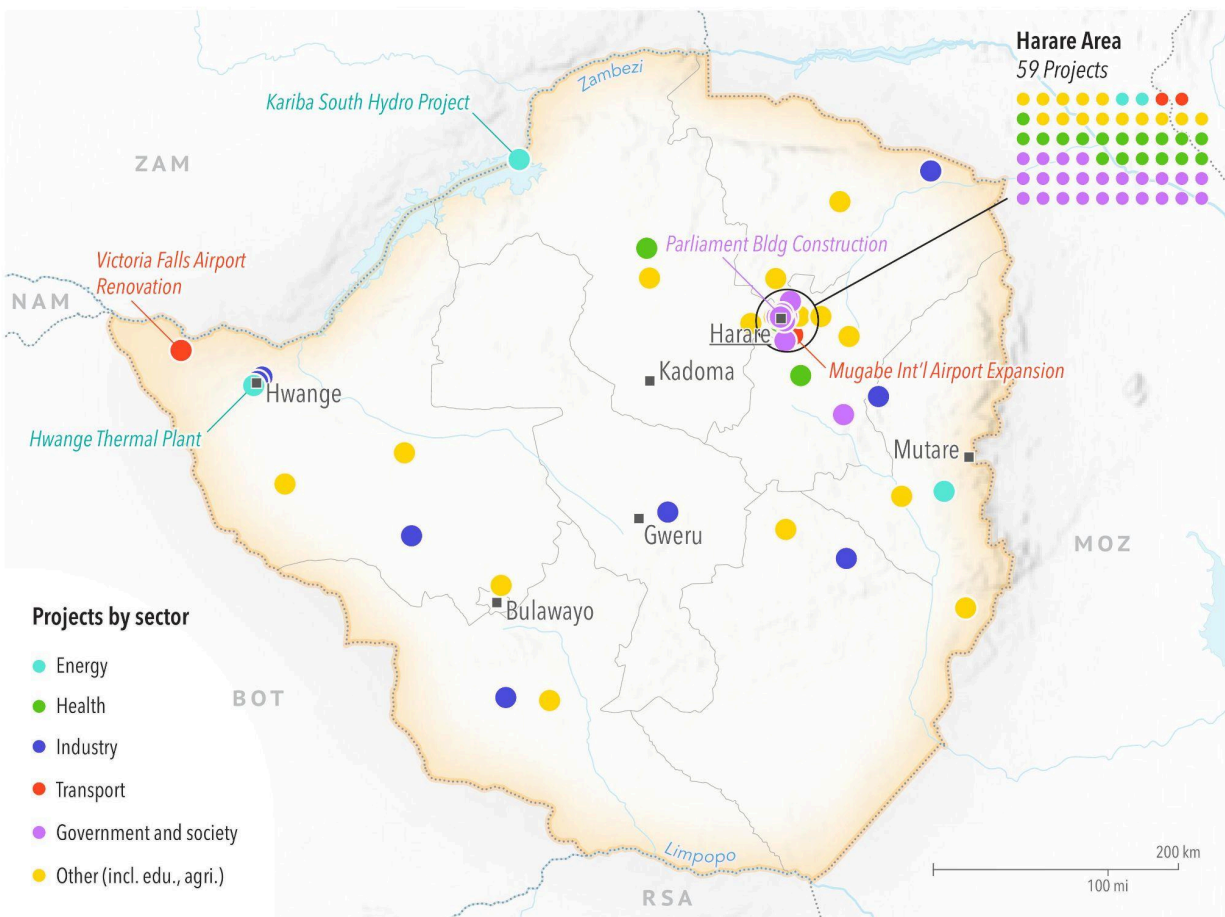 Harare Area
59 Projects
Zambezi
Kariba South Hydro Project
ZAM
Parliament Bldg Construction
Victoria Falls Airport
Renovation
NAM
Harare
Mugabe Int'l Airport Expansion
Kadoma
Hwange
Hwange Thermal Plant
Mutare
Gweru
MOZ
Bulawayo
Projects by sector
Energy
Health
Industry
Transport
Government and society
Other (incl. edu., agri.)
BOT
Limpopo
RSA
200 km
100 mi